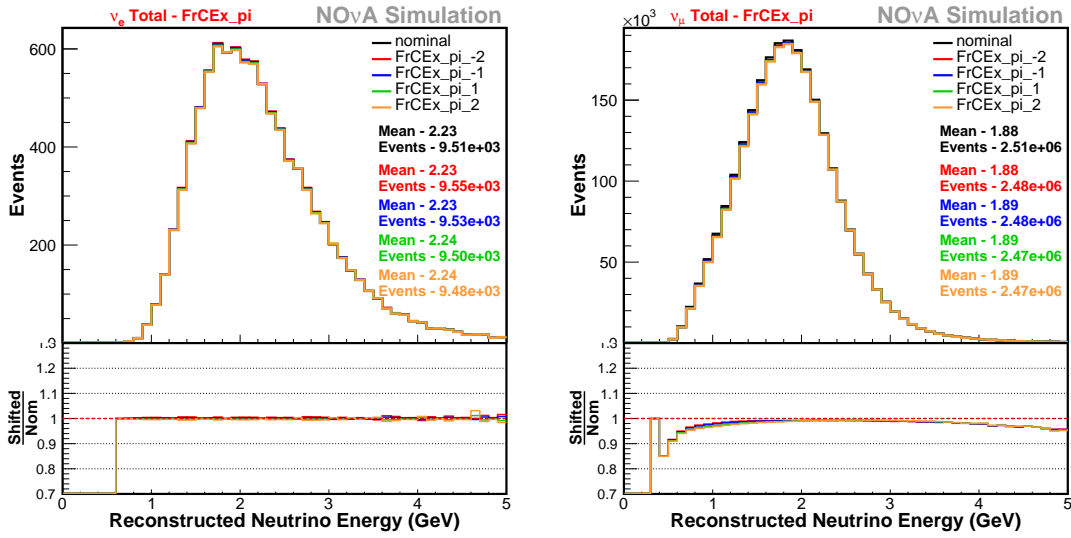 νe Total - FrCEx_pi
NOνA Simulation
nominal
FrCEx_pi_-2
FrCEx_pi_-1
FrCEx_pi_1
FrCEx_pi_2
Mean - 2.23
Events - 9.51e+03
Mean - 2.23
Events - 9.55e+03
Mean - 2.23
Events - 9.53e+03
Mean - 2.24
Events - 9.50e+03
Mean - 2.24
Events - 9.48e+03
Events
600
400
200
Shifted
Nom
1.3
1.2
1.1
1
0.9
0.8
0.7
0 1 2 3 4 5
Reconstructed Neutrino Energy (GeV)
×10³
νμ Total - FrCEx_pi
NOνA Simulation
nominal
FrCEx_pi_-2
FrCEx_pi_-1
FrCEx_pi_1
FrCEx_pi_2
Mean - 1.88
Events - 2.51e+06
Mean - 1.88
Events - 2.48e+06
Mean - 1.89
Events - 2.48e+06
Mean - 1.89
Events - 2.47e+06
Mean - 1.89
Events - 2.47e+06
Events
150
100
50
0
Shifted
Nom
1.3
1.2
1.1
1
0.9
0.8
0.7
0 1 2 3 4 5
Reconstructed Neutrino Energy (GeV)